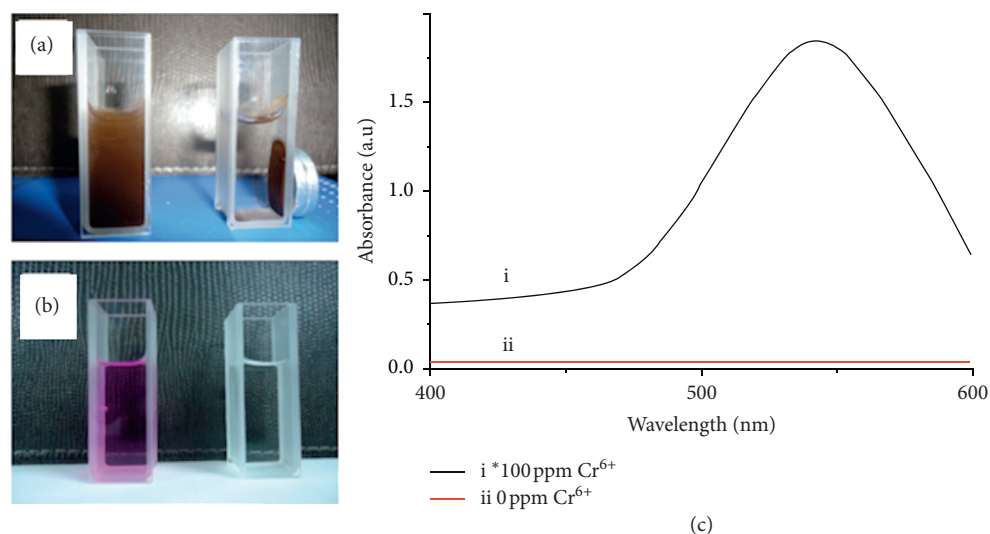 (a)
(b)
Absorbance (a.u)
1.5
1.0
0.5
0.0
i
ii
400
500
600
Wavelength (nm)
i *100 ppm Cr⁶⁺
ii 0 ppm Cr⁶⁺
(c)